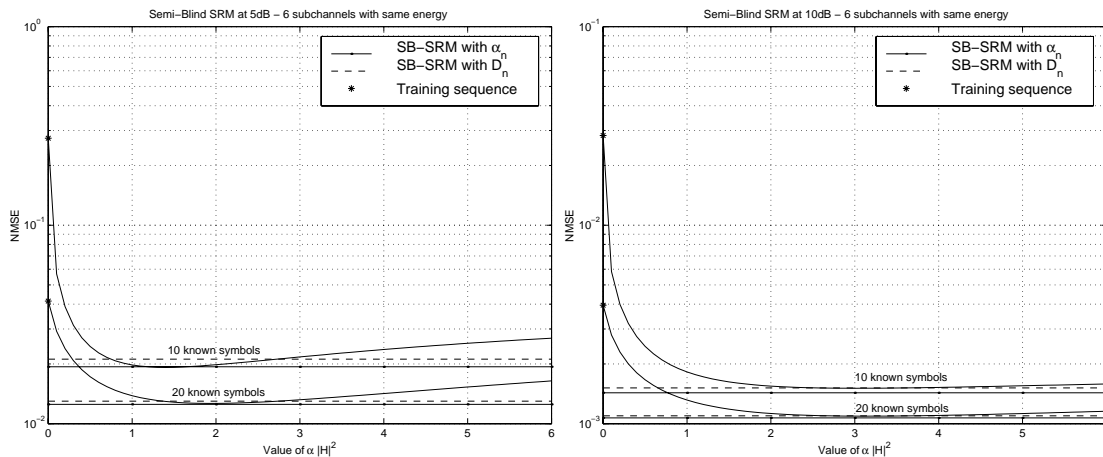 Semi-Blind SRM at 5dB - 6 subchannels with same energy
10^0
10^-1
10^-2
NMSE
SB-SRM with α_n
SB-SRM with D_n
Training sequence
10 known symbols
20 known symbols
0 1 2 3 4 5 6
Value of α |H|^2
Semi-Blind SRM at 10dB - 6 subchannels with same energy
10^-1
10^-2
10^-3
NMSE
SB-SRM with α_n
SB-SRM with D_n
Training sequence
10 known symbols
20 known symbols
0 1 2 3 4 5
Value of α |H|^2